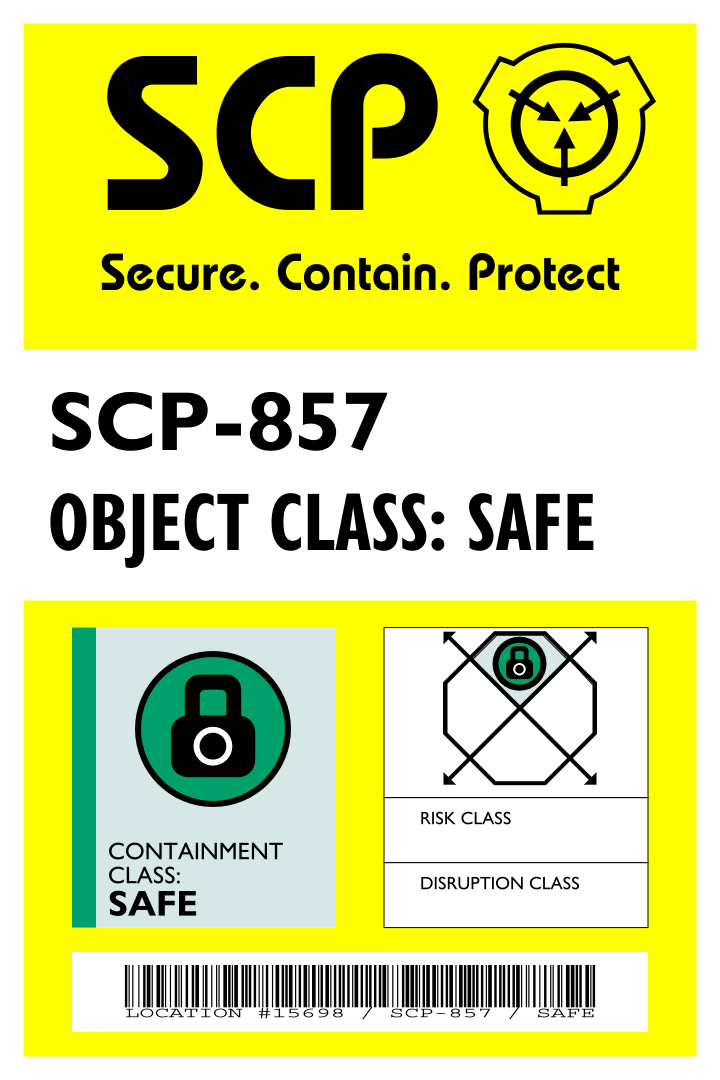 SCP
Secure. Contain. Protect
SCP-857
OBJECT CLASS: SAFE
CONTAINMENT
CLASS:
SAFE
RISK CLASS
DISRUPTION CLASS
LOCATION #15698 / SCP-857 / SAFE